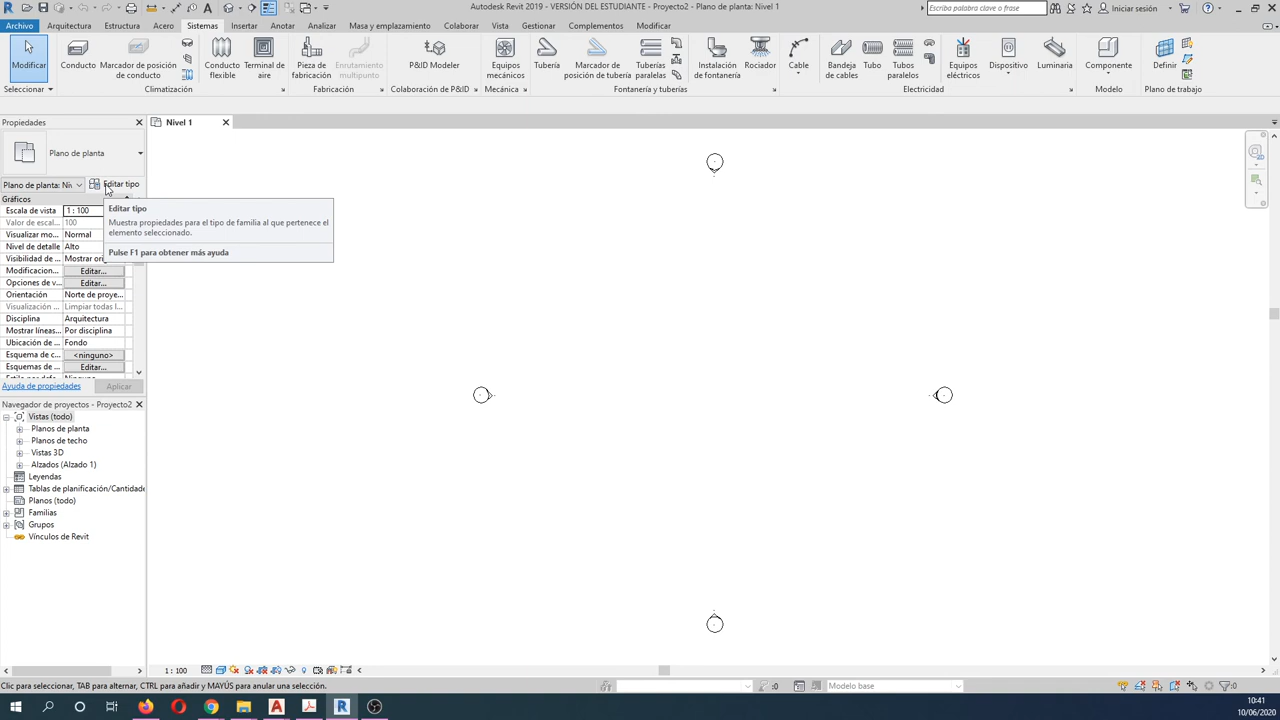 Autodesk Revit 2019 - VERSIÓN DEL ESTUDIANTE - Proyecto2 - Plano de planta: Nivel 1
Escriba palabra clave o frase
Iniciar sesión
Archivo Arquitectura Estructura Acero Sistemas Insertar Anotar Analizar Masa y emplazamiento Colaborar Vista Gestionar Complementos Modificar
Modificar
Conducto
Marcador de posición de conducto
Conducto flexible
Terminal de aire
Pieza de fabricación
Enrutamiento multipunto
P&ID Modeler
Equipos mecánicos
Tubería
Marcador de posición de tubería
Tuberías paralelas
Instalación de fontanería
Rociador
Cable
Bandeja de cables
Tubo
Tubos paralelos
Equipos eléctricos
Dispositivo
Luminaria
Componente
Definir
Seleccionar Climatización Fabricación Colaboración de P&ID Mecánica Fontanería y tuberías Electricidad Modelo Plano de trabajo
Propiedades
Nivel 1
Plano de planta
Plano de planta: Niv
Editar tipo
Gráficos
Escala de vista 1 : 100
Valor de escal... 100
Visualizar mo... Normal
Nivel de detalle Alto
Visibilidad de ... Mostrar ori
Modificacion... Editar...
Opciones de v... Editar...
Orientación Norte de proye...
Visualización ... Limpiar todas l...
Disciplina Arquitectura
Mostrar líneas... Por disciplina
Ubicación de ... Fondo
Esquema de c... <ninguno>
Esquemas de ... Editar...
Editar tipo
Muestra propiedades para el tipo de familia al que pertenece el
elemento seleccionado.
Pulse F1 para obtener más ayuda
Ayuda de propiedades
Aplicar
Navegador de proyectos - Proyecto2
Vistas (todo)
Planos de planta
Planos de techo
Vistas 3D
Alzados (Alzado 1)
Leyendas
Tablas de planificación/Cantidade
Planos (todo)
Familias
Grupos
Vínculos de Revit
1 : 100
Clic para seleccionar, TAB para alternar, CTRL para añadir y MAYÚS para anular una selección.
:0
Modelo base
:0
10:41
10/06/2020